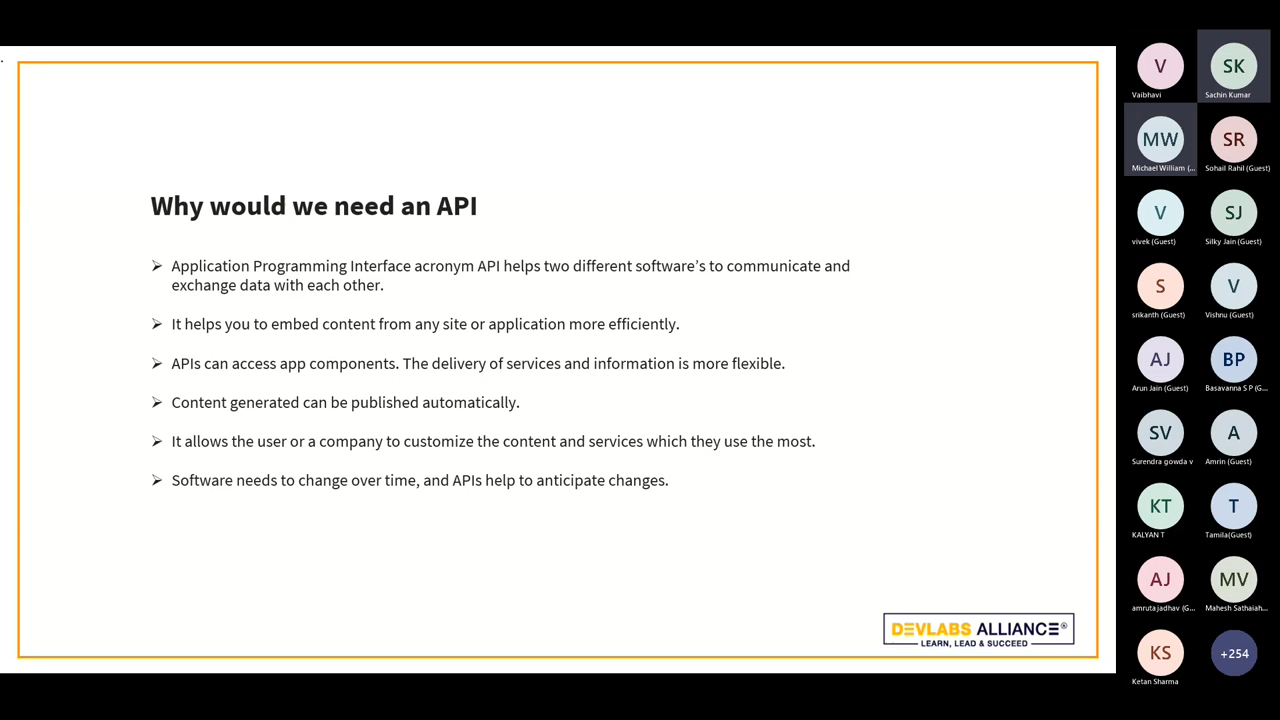 Why would we need an API
➢ Application Programming Interface acronym API helps two different software's to communicate and
exchange data with each other.
➢ It helps you to embed content from any site or application more efficiently.
➢ APIs can access app components. The delivery of services and information is more flexible.
➢ Content generated can be published automatically.
➢ It allows the user or a company to customize the content and services which they use the most.
➢ Software needs to change over time, and APIs help to anticipate changes.
DEVLABS ALLIANCE®
LEARN, LEAD & SUCCEED
V
Vaibhavi
SK
Sachin Kumar
MW
Michael William (...
SR
Sohail Rahil (Guest)
V
vivek (Guest)
SJ
Silky Jain (Guest)
S
srikanth (Guest)
V
Vishnu (Guest)
AJ
Arun Jain (Guest)
BP
Basavanna S P (G...
SV
Surendra gowda v
A
Amrin (Guest)
KT
KALYAN T
T
Tamila(Guest)
AJ
amruta jadhav (G...
MV
Mahesh Sathaiah...
KS
Ketan Sharma
+254